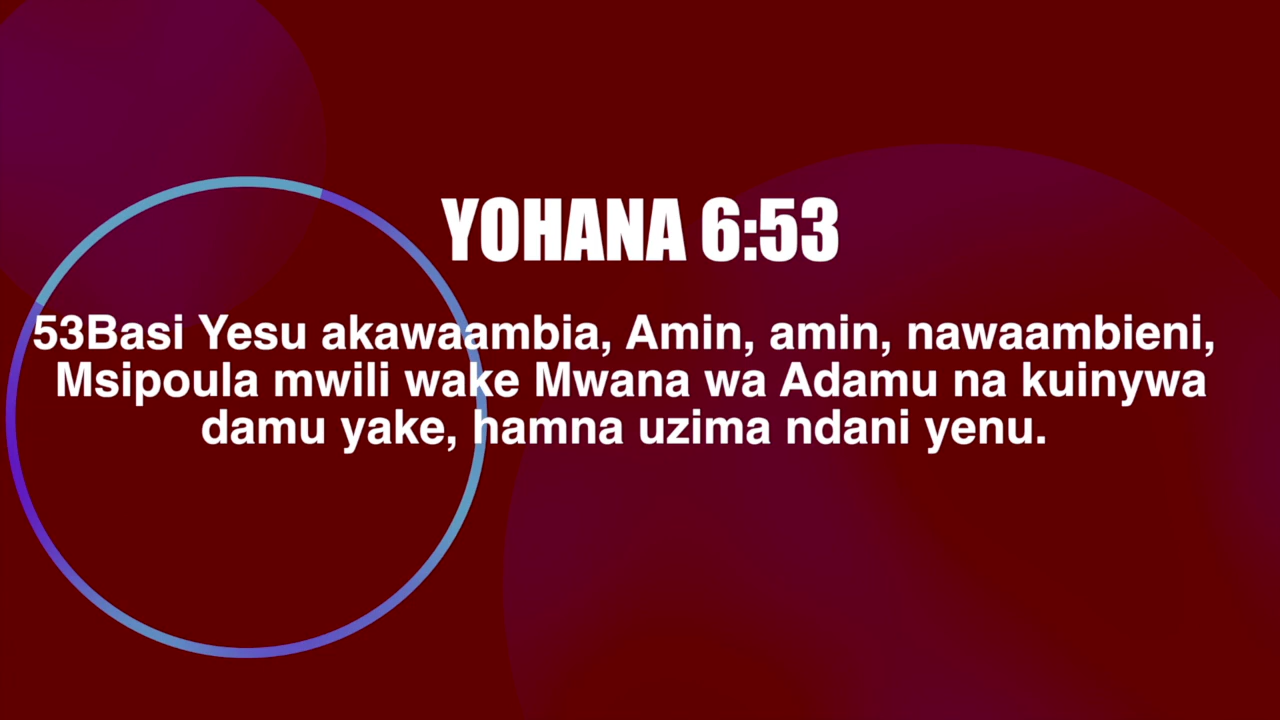 YOHANA 6:53
53Basi Yesu akawaambia, Amin, amin, nawaambieni,
Msipoula mwili wake Mwana wa Adamu na kuinywa
damu yake, hamna uzima ndani yenu.